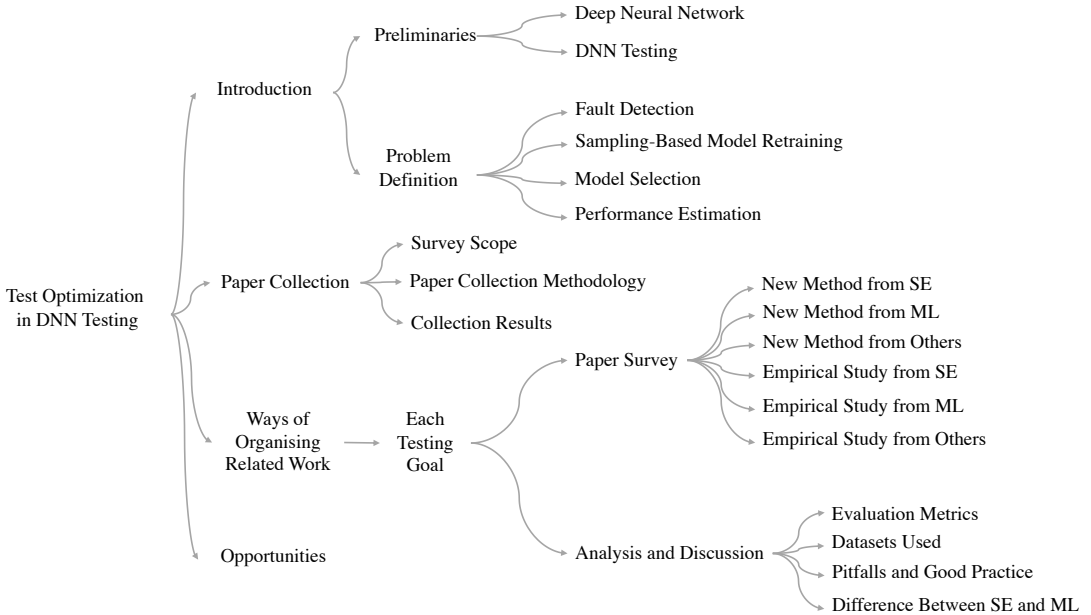 Test Optimization
in DNN Testing
Introduction
Preliminaries
Deep Neural Network
DNN Testing
Problem
Definition
Fault Detection
Sampling-Based Model Retraining
Model Selection
Performance Estimation
Paper Collection
Survey Scope
Paper Collection Methodology
Collection Results
Ways of
Organising
Related Work
Each
Testing
Goal
Paper Survey
New Method from SE
New Method from ML
New Method from Others
Empirical Study from SE
Empirical Study from ML
Empirical Study from Others
Analysis and Discussion
Evaluation Metrics
Datasets Used
Pitfalls and Good Practice
Difference Between SE and ML
Opportunities